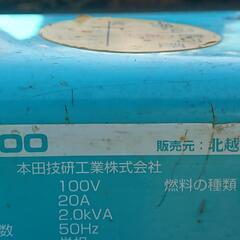 00 販売元：北越
本田技研工業株式会社
100V 燃料の種類
20A
2.0kVA
数 50Hz